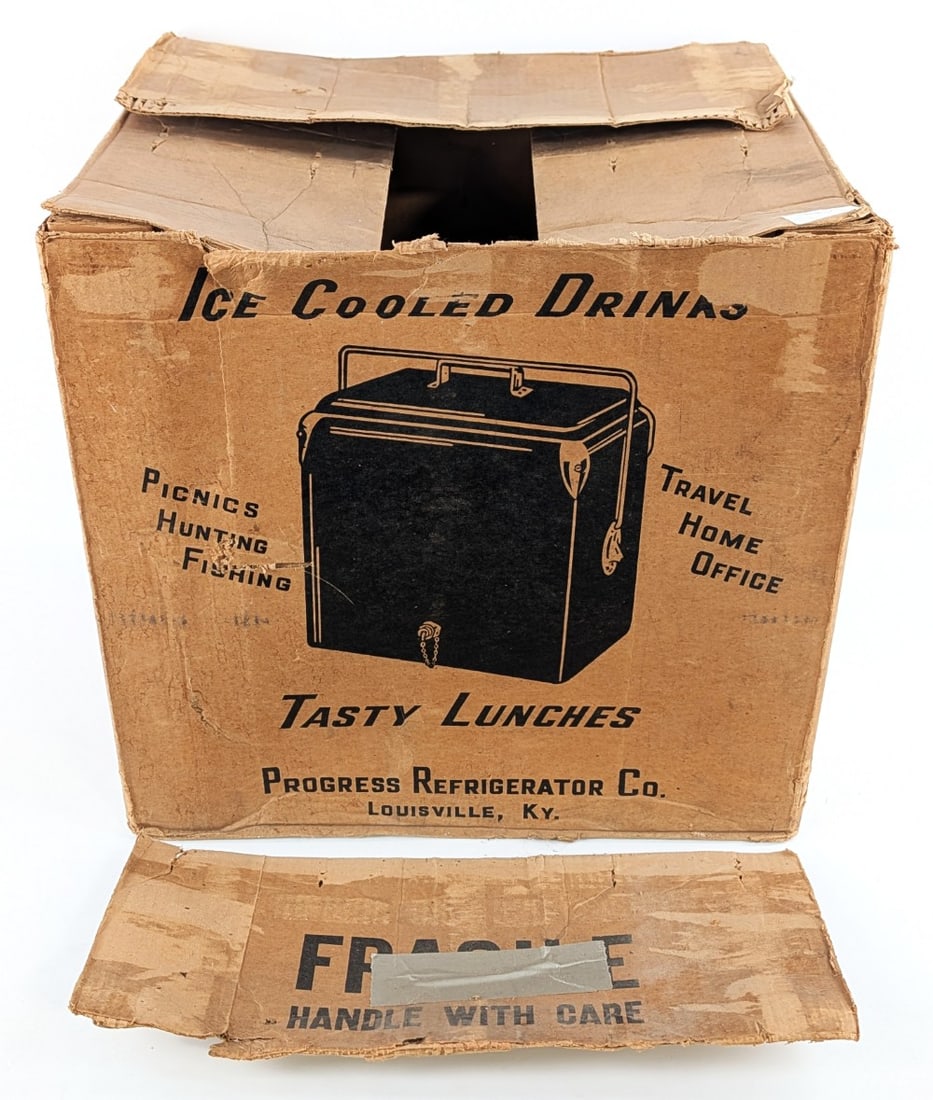 ICE COOLED DRINKS
PICNICS
HUNTING
FISHING
TRAVEL
HOME
OFFICE
TASTY LUNCHES
PROGRESS REFRIGERATOR CO.
LOUISVILLE, KY.
FRAGILE
HANDLE WITH CARE